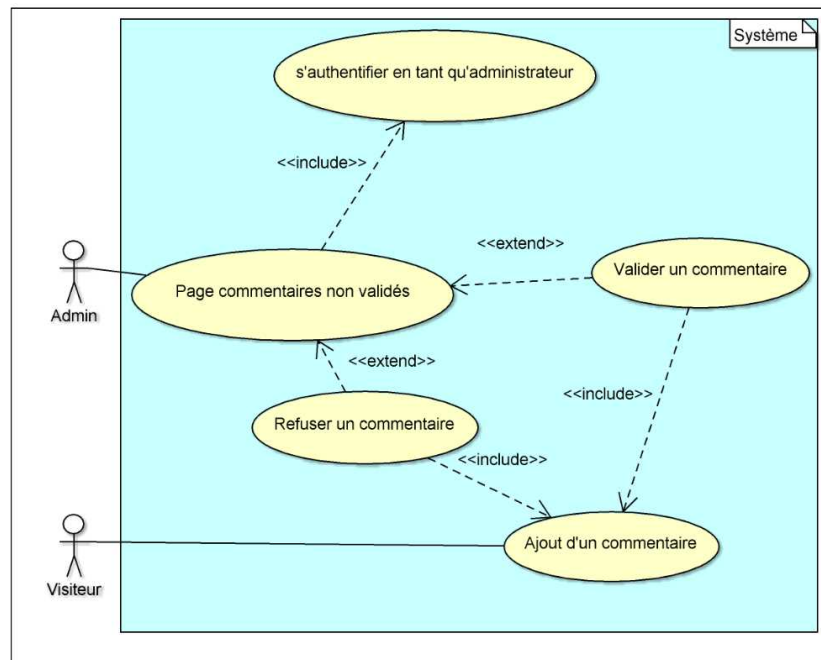 Système
s'authentifier en tant qu'administrateur
<<include>>
<<extend>>
Valider un commentaire
Page commentaires non validés
Admin
<<extend>>
<<include>>
Refuser un commentaire
<<include>>
Ajout d'un commentaire
Visiteur